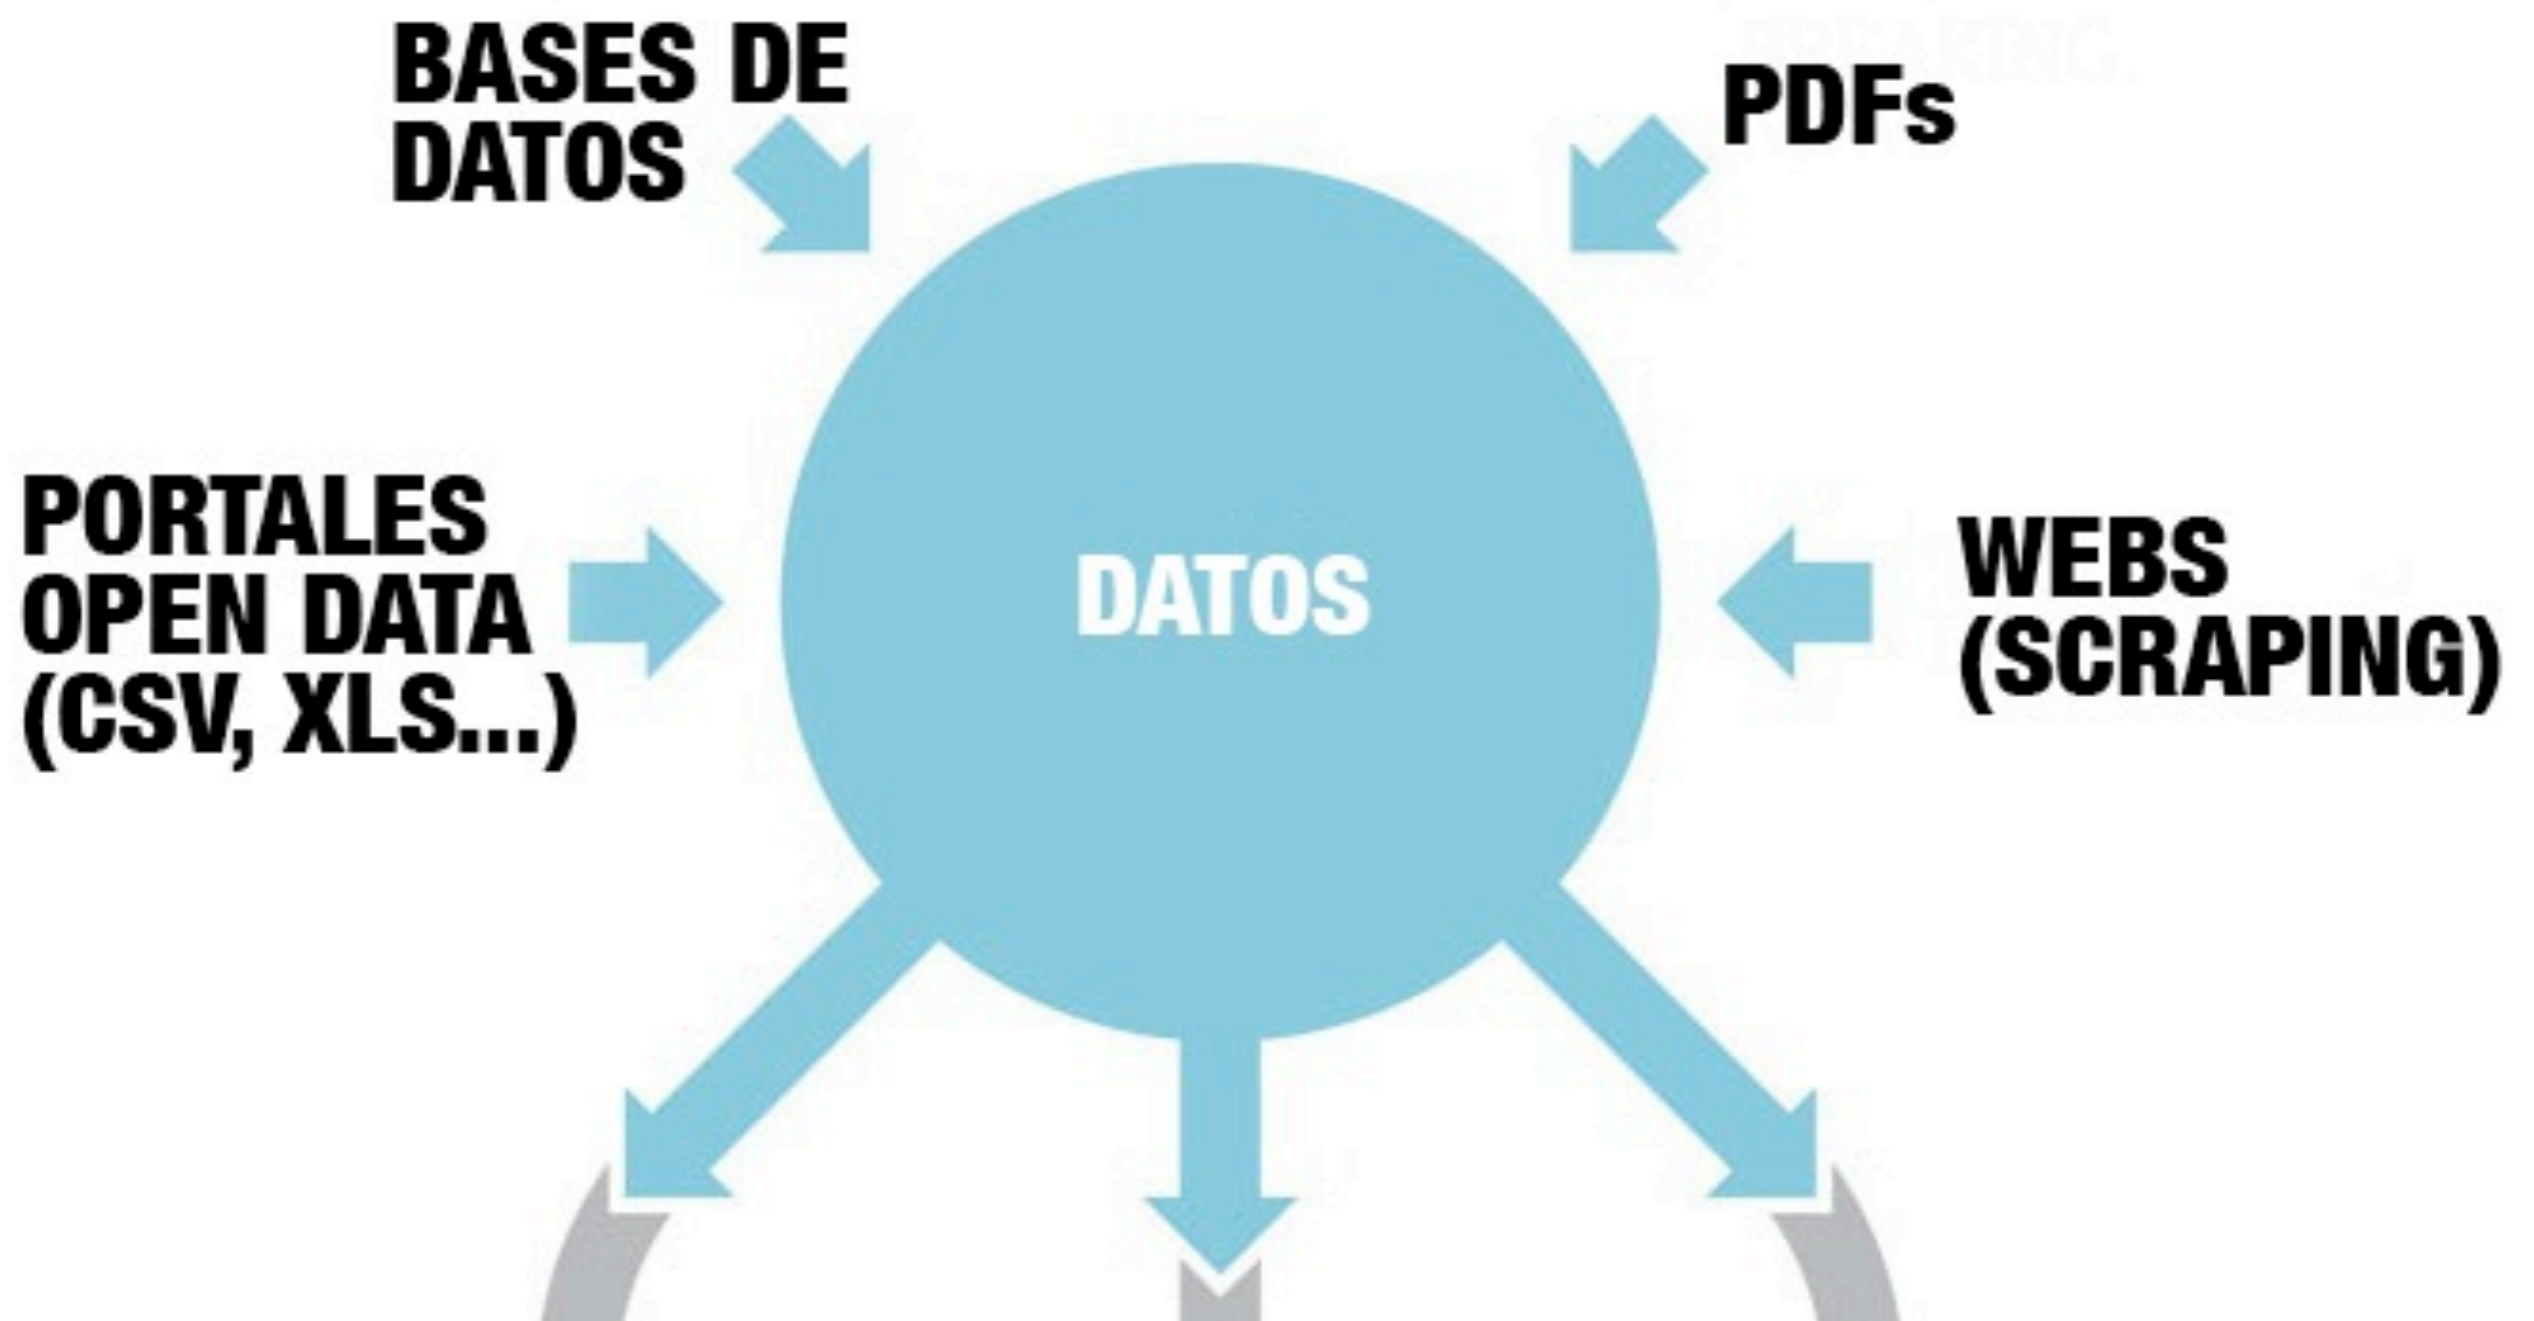 BASES DE
DATOS
PDFs
PORTALES
OPEN DATA
(CSV, XLS...)
DATOS
WEBS
(SCRAPING)